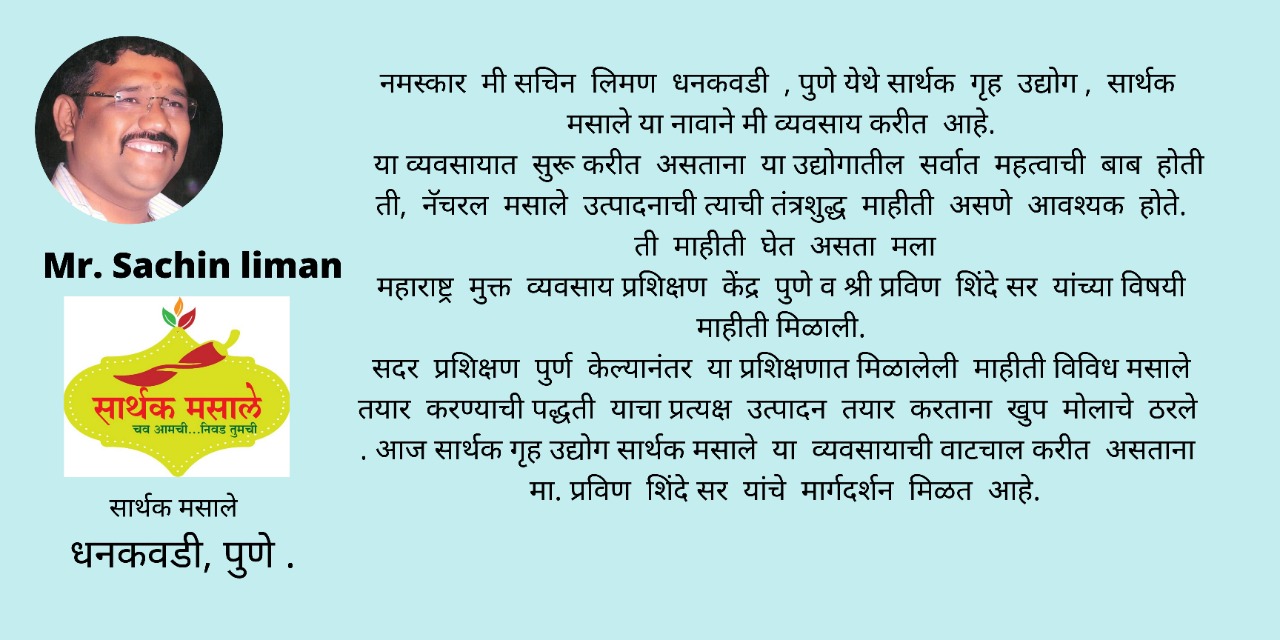 Mr. Sachin liman
सार्थक मसाले
चव आमची...निवड तुमची
सार्थक मसाले
धनकवडी, पुणे .
नमस्कार मी सचिन लिमण धनकवडी , पुणे येथे सार्थक गृह उद्योग , सार्थक
मसाले या नावाने मी व्यवसाय करीत आहे.
या व्यवसायात सुरू करीत असताना या उद्योगातील सर्वात महत्वाची बाब होती
ती, नॅचरल मसाले उत्पादनाची त्याची तंत्रशुद्ध माहीती असणे आवश्यक होते.
ती माहीती घेत असता मला
महाराष्ट्र मुक्त व्यवसाय प्रशिक्षण केंद्र पुणे व श्री प्रविण शिंदे सर यांच्या विषयी
माहीती मिळाली.
सदर प्रशिक्षण पुर्ण केल्यानंतर या प्रशिक्षणात मिळालेली माहीती विविध मसाले
तयार करण्याची पद्धती याचा प्रत्यक्ष उत्पादन तयार करताना खुप मोलाचे ठरले
. आज सार्थक गृह उद्योग सार्थक मसाले या व्यवसायाची वाटचाल करीत असताना
मा. प्रविण शिंदे सर यांचे मार्गदर्शन मिळत आहे.